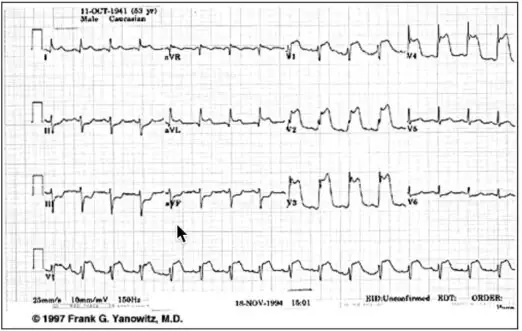 11-OCT-1941 (53 yr)
Male Caucasian
I aVR V1 V4
II aVL V2 V5
III aVF V3 V6
V1
25mm/s 10mm/mV 150Hz
18-NOV-1994 15:01 EID:Unconfirmed EDT: ORDER:
© 1997 Frank G. Yanowitz, M.D.